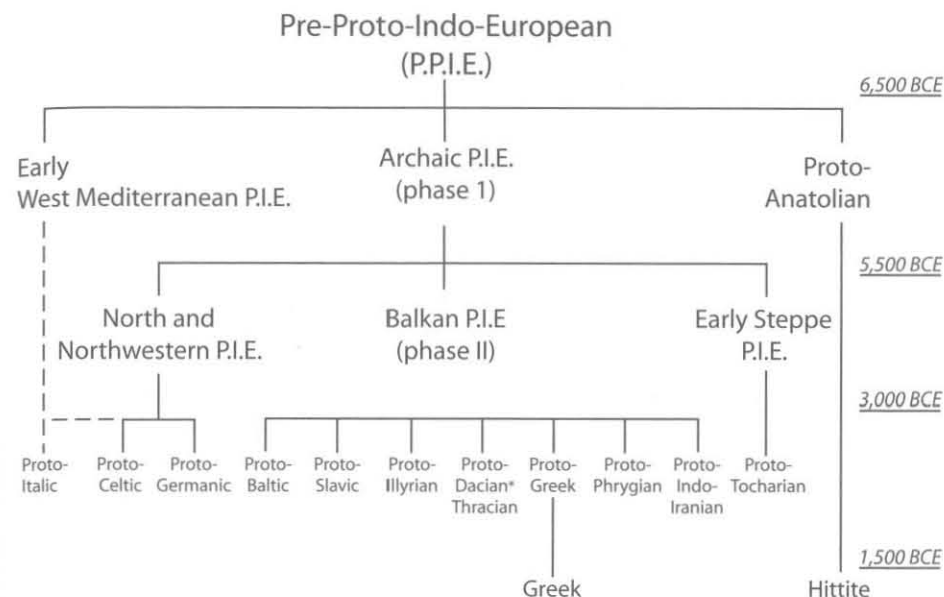 Pre-Proto-Indo-European
(P.P.I.E.)
6,500 BCE
Early
West Mediterranean P.I.E.
Archaic P.I.E.
(phase 1)
Proto-
Anatolian
5,500 BCE
North and
Northwestern P.I.E.
Balkan P.I.E
(phase II)
Early Steppe
P.I.E.
3,000 BCE
Proto-
Italic
Proto-
Celtic
Proto-
Germanic
Proto-
Baltic
Proto-
Slavic
Proto-
Illyrian
Proto-
Dacian*
Thracian
Proto-
Greek
Proto-
Phrygian
Proto-
Indo-
Iranian
Proto-
Tocharian
1,500 BCE
Greek
Hittite